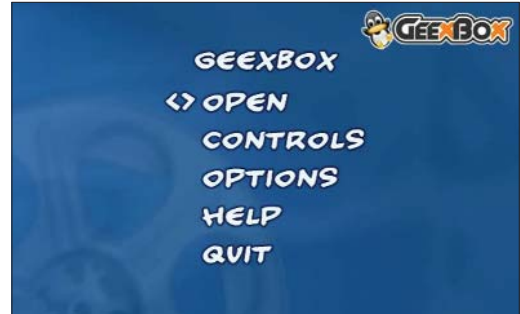 GEEXBOX
GEEXBOX
<> OPEN
CONTROLS
OPTIONS
HELP
QUIT